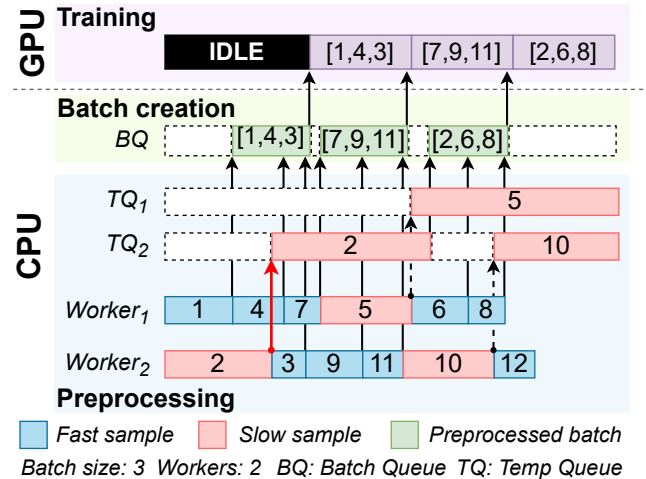 GPU
Training
IDLE [1,4,3] [7,9,11] [2,6,8]
CPU
Batch creation
BQ [1,4,3] [7,9,11] [2,6,8]
TQ1 5
TQ2 2 10
Worker1 1 4 7 5 6 8
Worker2 2 3 9 11 10 12
Preprocessing
Fast sample Slow sample Preprocessed batch
Batch size: 3 Workers: 2 BQ: Batch Queue TQ: Temp Queue